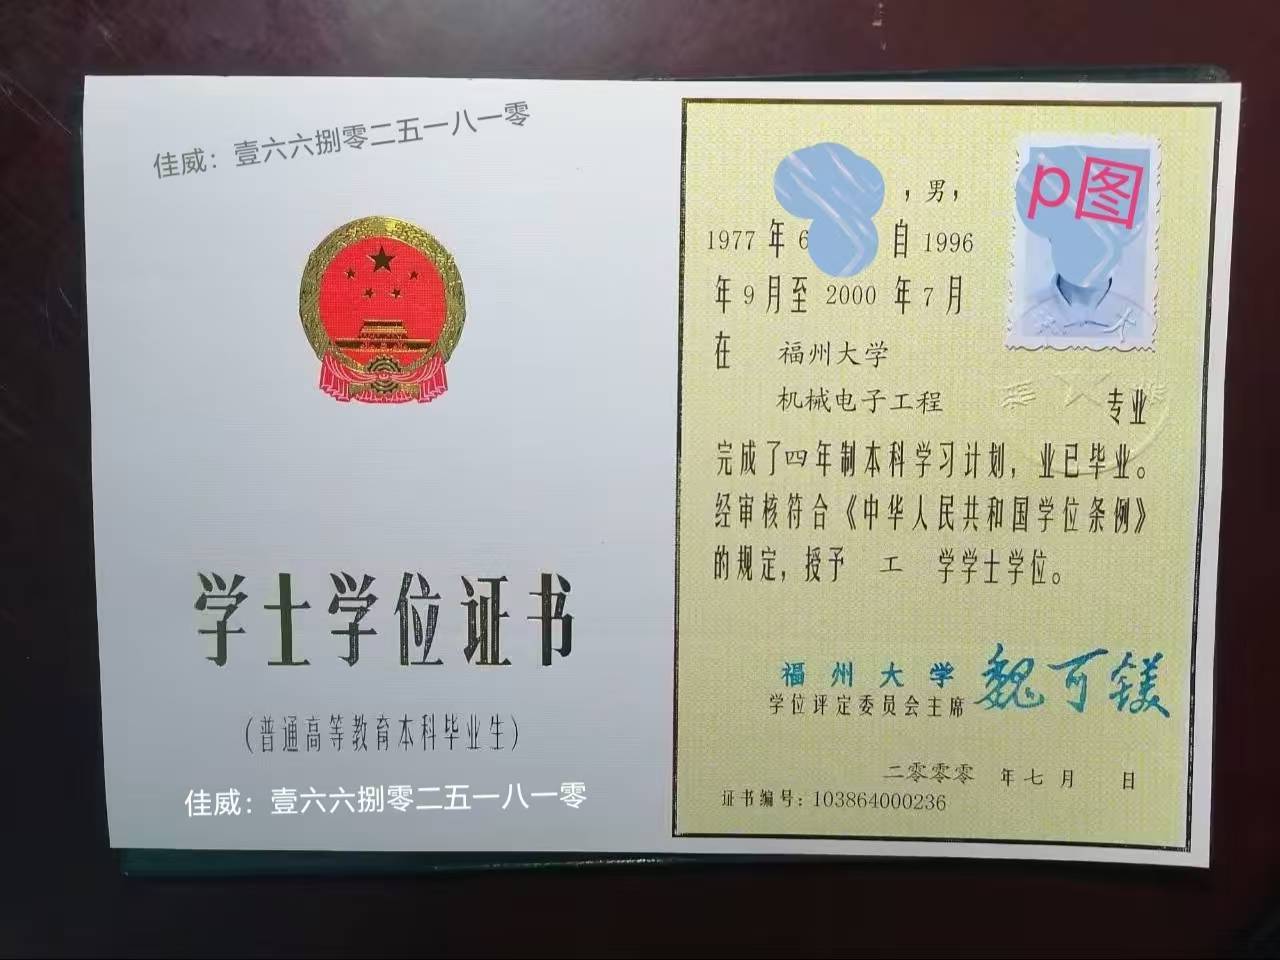 佳威：壹六六捌零二五一八一零
学士学位证书
（普通高等教育本科毕业生）
佳威：壹六六捌零二五一八一零
p图
，男，
1977 年 6 自 1996
年 9 月至 2000 年 7 月
在 福州大学
机械电子工程 专业
完成了四年制本科学习计划，业已毕业。
经审核符合《中华人民共和国学位条例》
的规定，授予 工 学学士学位。
福州大学
学位评定委员会主席 魏可镁
二零零零 年七月 日
证书编号：103864000236